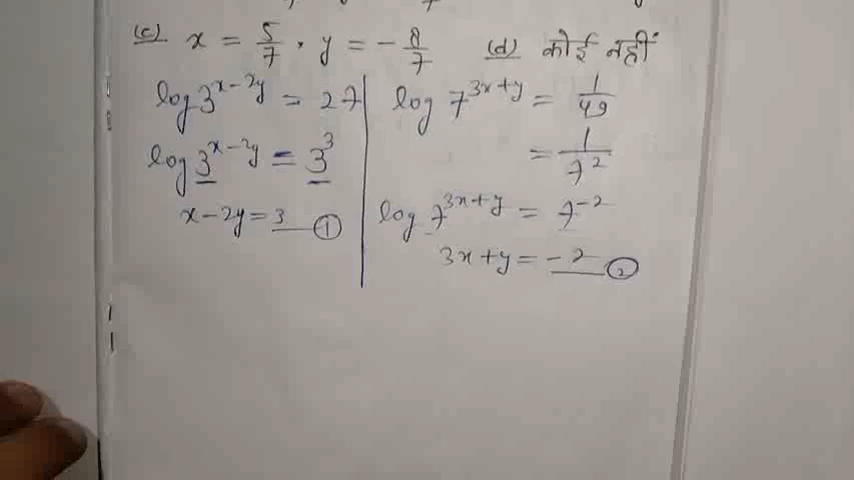 (c) x = 5/7, y = -8/7 (d) कोई नहीं
log 3^(x-2y) = 27
log 3^(x-2y) = 3^3
x-2y=3 ①
log 7^(3x+y) = 1/49
= 1/7^2
log 7^(3x+y) = 7^-2
3x+y=-2 ②